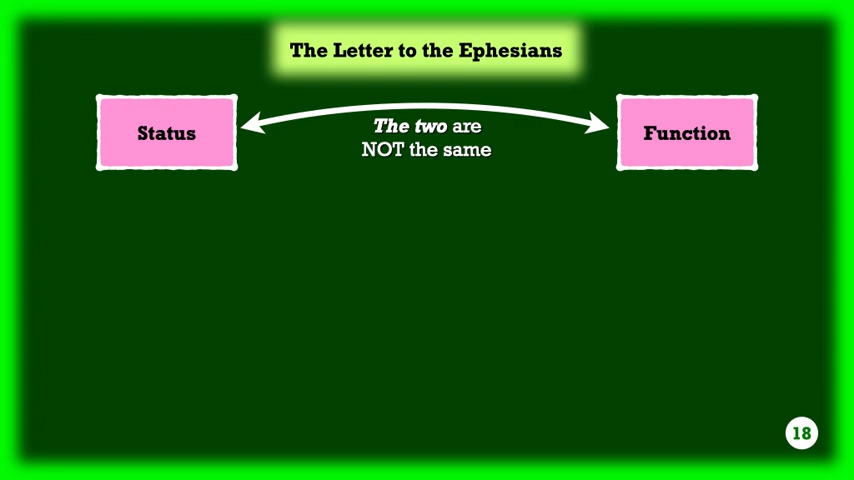 The Letter to the Ephesians
Status
The two are
NOT the same
Function
18